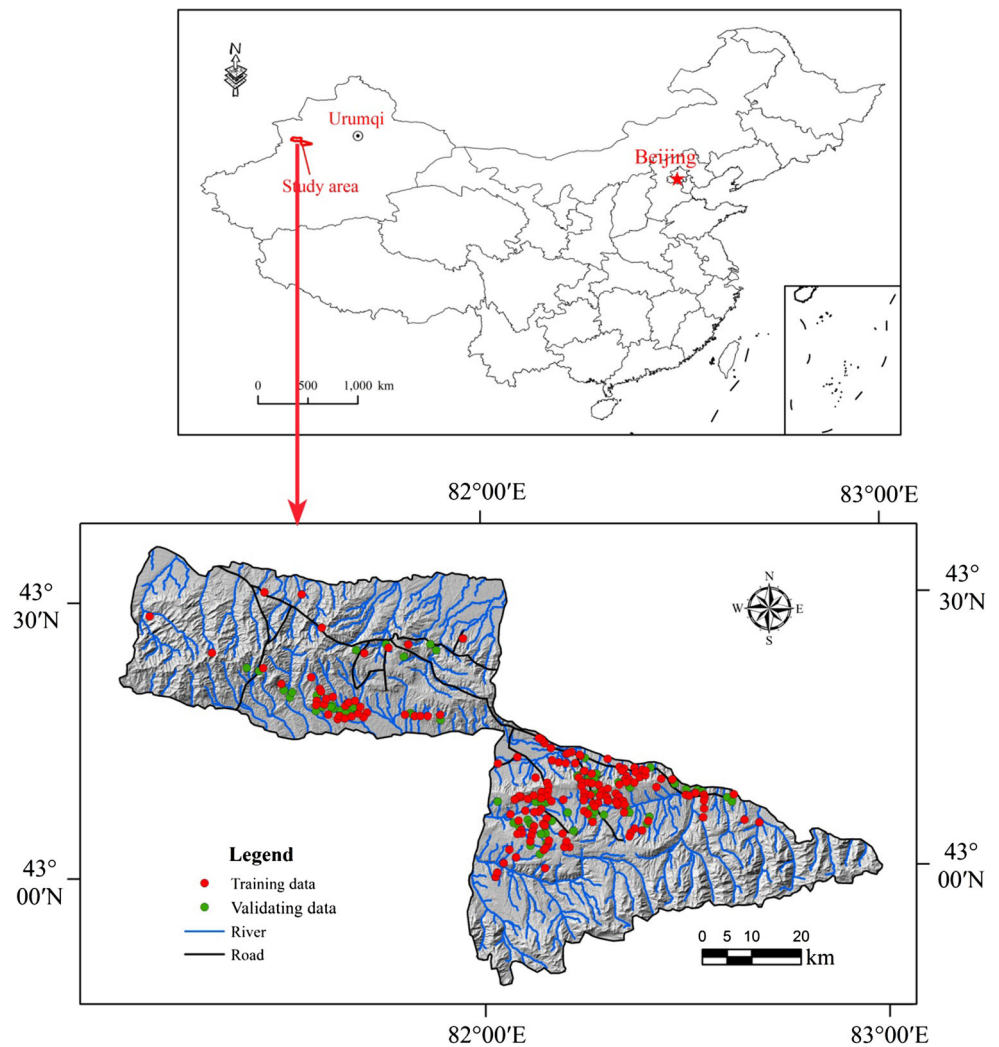 N
Urumqi
Beijing
Study area
0 500 1,000 km
82°00′E 83°00′E
43°
30′N
43°
30′N
N
W E
S
Legend
Training data
Validating data
River
Road
43°
00′N
43°
00′N
0 5 10 20
km
82°00′E 83°00′E